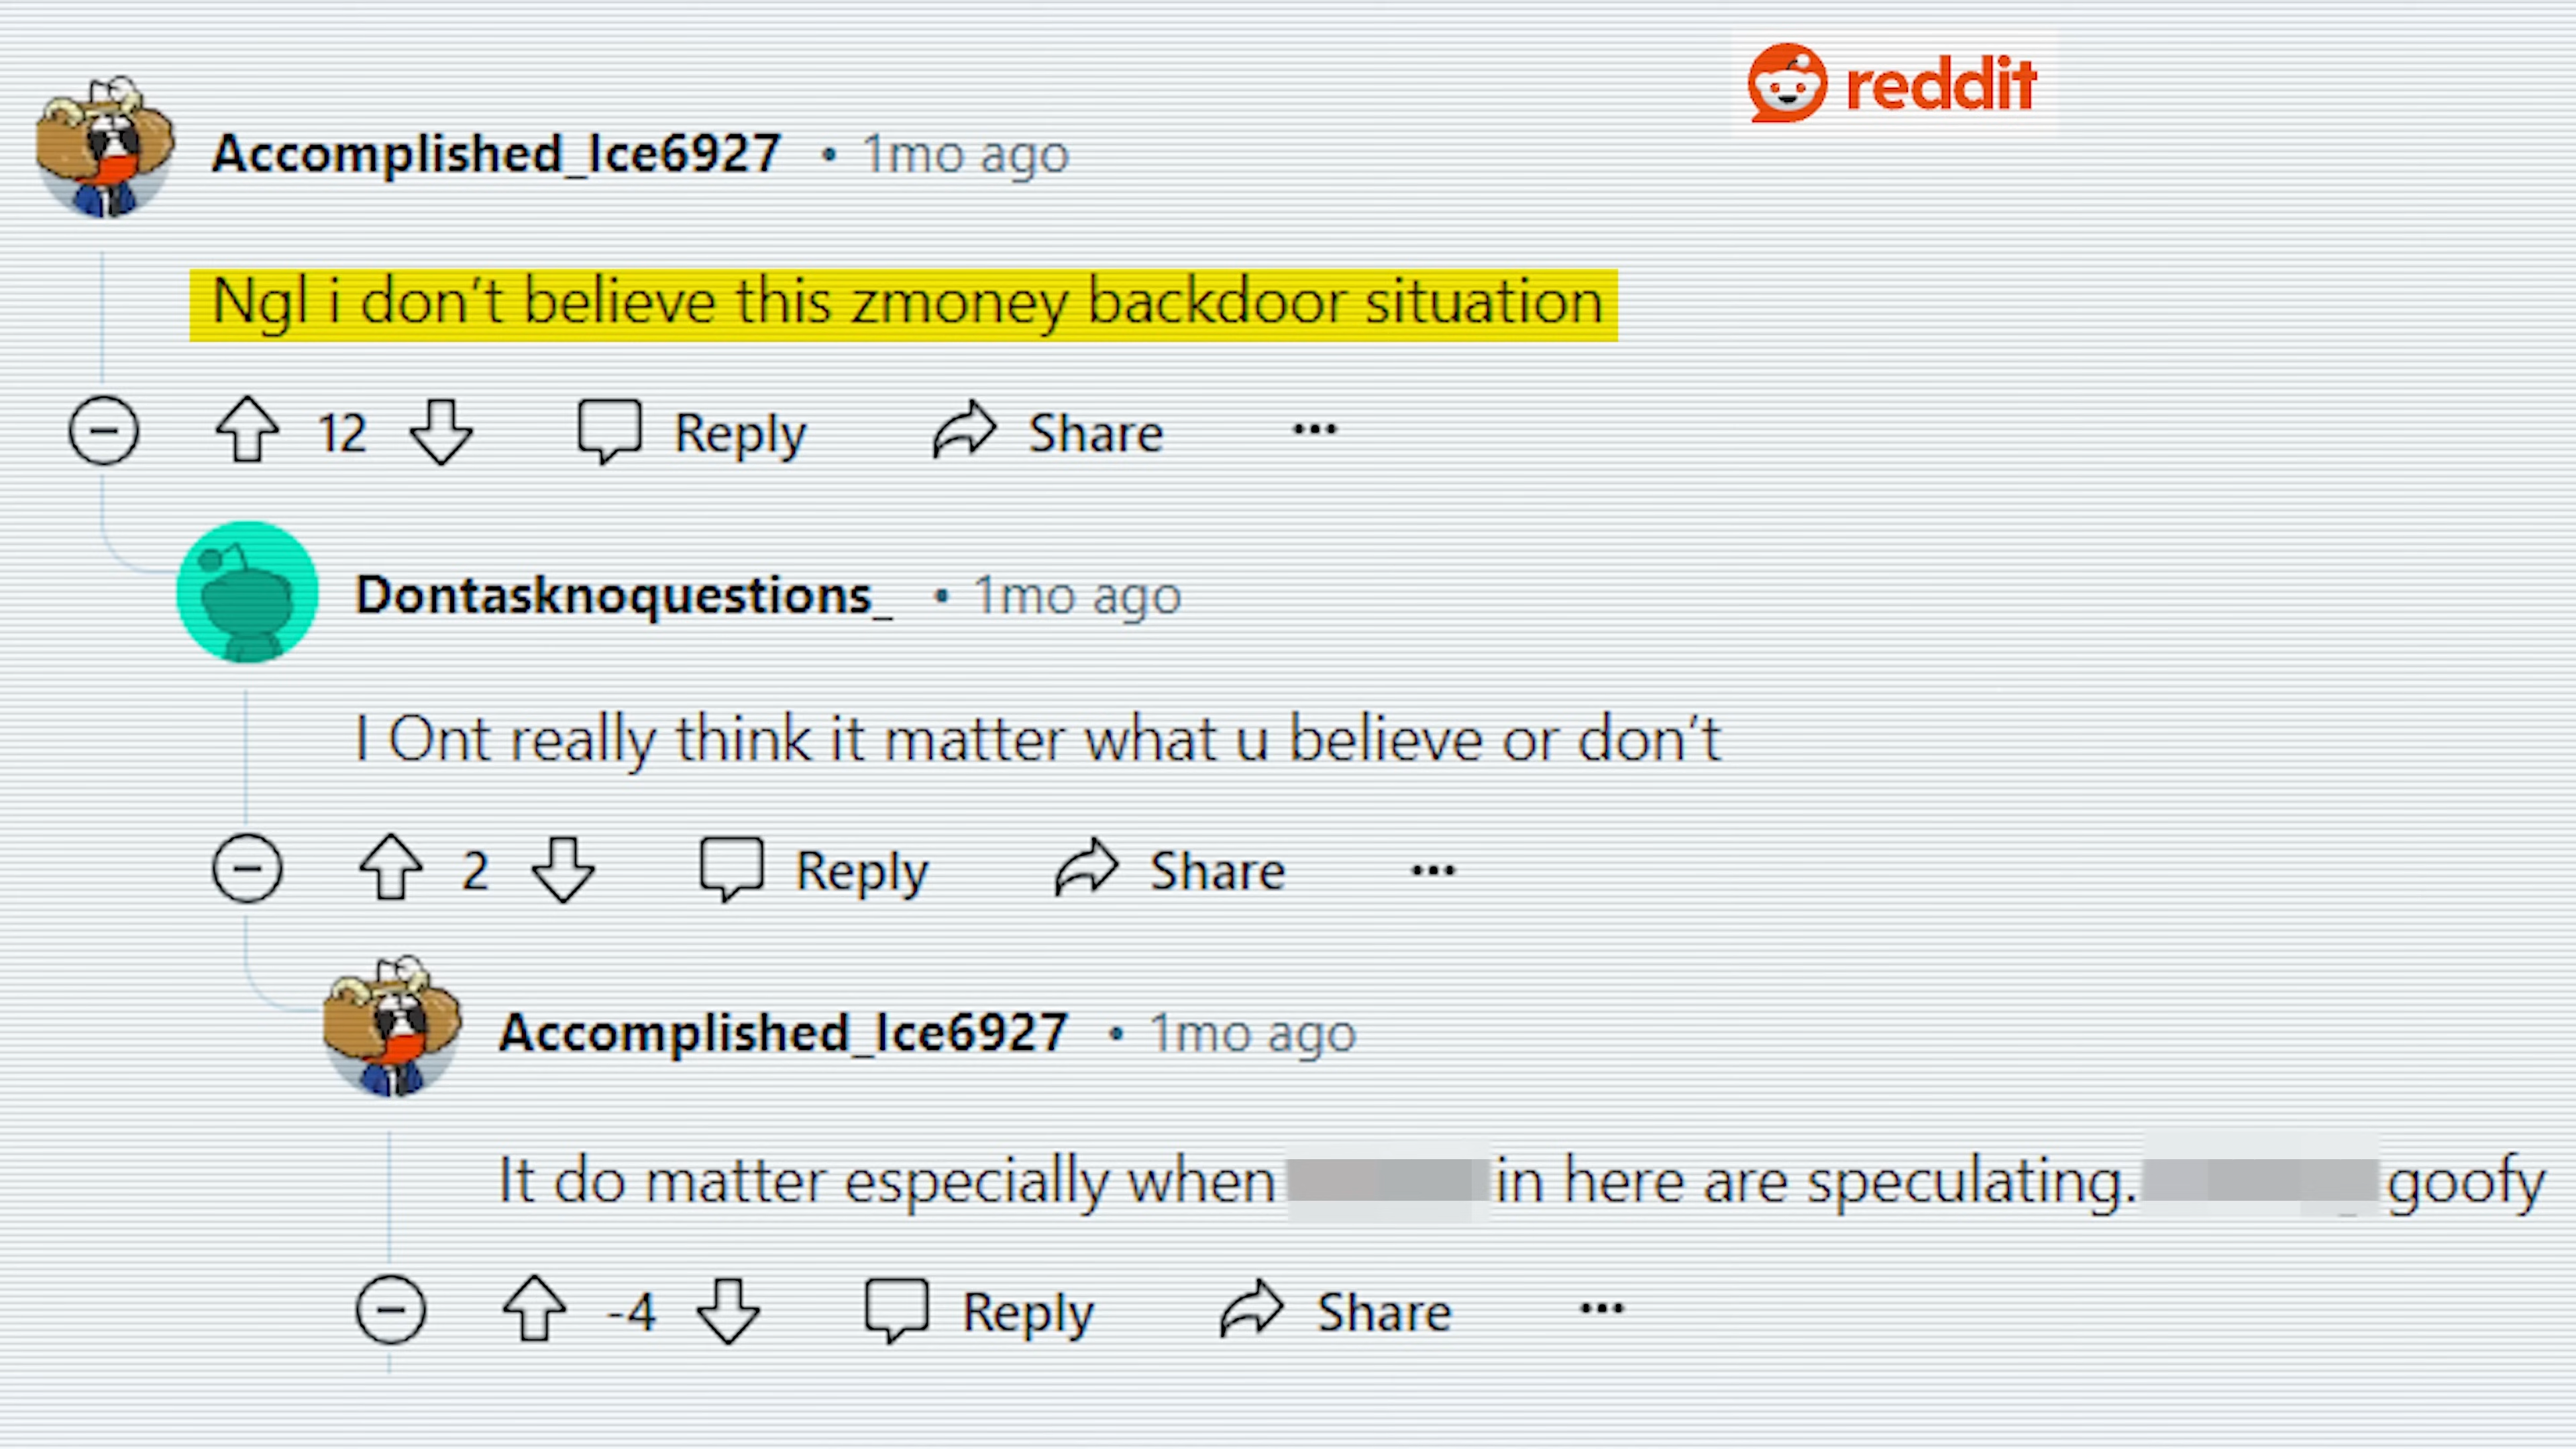 reddit
Accomplished_Ice6927 • 1mo ago
Ngl i don’t believe this zmoney backdoor situation
12 Reply Share ...
Dontasknoquestions_ • 1mo ago
I Ont really think it matter what u believe or don’t
2 Reply Share ...
Accomplished_Ice6927 • 1mo ago
It do matter especially when in here are speculating. goofy
-4 Reply Share ...